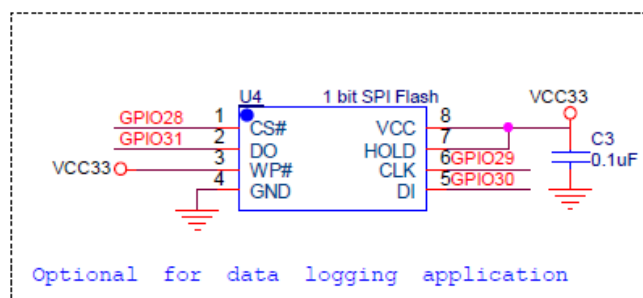 U4 1 bit SPI Flash VCC33
GPIO28 1 CS# VCC 8
GPIO31 2 DO HOLD 7 C3
VCC33 3 WP# CLK 6 GPIO29 0.1uF
4 GND DI 5 GPIO30
Optional for data logging application